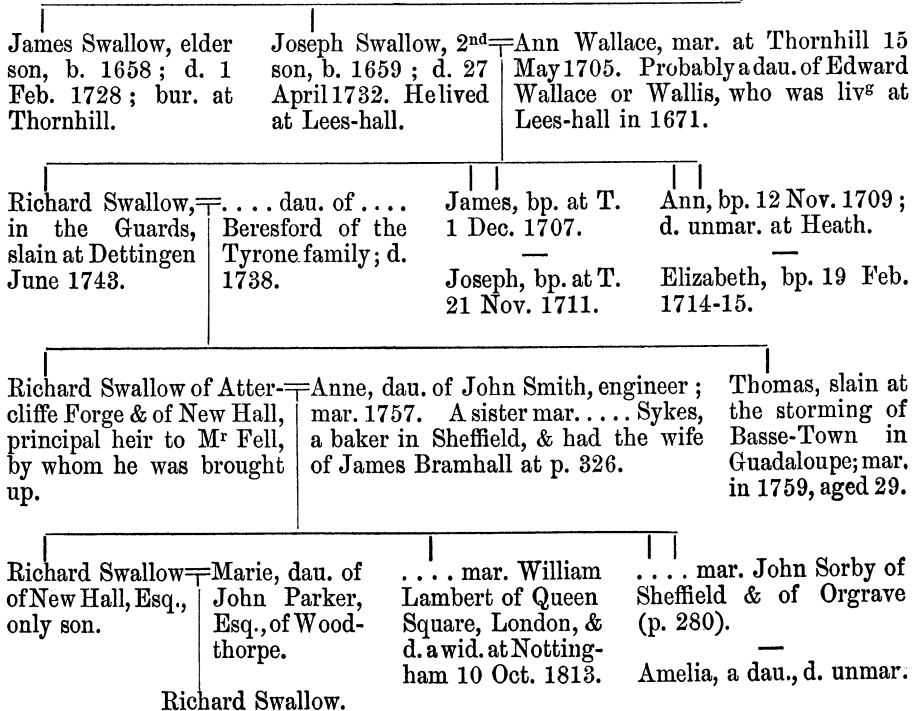 James Swallow, elder
son, b. 1658 ; d. 1
Feb. 1728 ; bur. at
Thornhill.
Joseph Swallow, 2nd
son, b. 1659 ; d. 27
April 1732. He lived
at Lees-hall.
Ann Wallace, mar. at Thornhill 15
May 1705. Probably a dau. of Edward
Wallace or Wallis, who was livg at
Lees-hall in 1671.
Richard Swallow,
in the Guards,
slain at Dettingen
June 1743.
. . . . dau. of . . . .
Beresford of the
Tyrone family; d.
1738.
James, bp. at T.
1 Dec. 1707.
—
Joseph, bp. at T.
21 Nov. 1711.
Ann, bp. 12 Nov. 1709 ;
d. unmar. at Heath.
—
Elizabeth, bp. 19 Feb.
1714-15.
Richard Swallow of Atter-
cliffe Forge & of New Hall,
principal heir to Mr Fell,
by whom he was brought
up.
Anne, dau. of John Smith, engineer ;
mar. 1757. A sister mar. . . . . Sykes,
a baker in Sheffield, & had the wife
of James Bramhall at p. 326.
Thomas, slain at
the storming of
Basse-Town in
Guadaloupe; mar.
in 1759, aged 29.
Richard Swallow
of New Hall, Esq.,
only son.
Marie, dau. of
John Parker,
Esq., of Wood-
thorpe.
. . . . mar. William
Lambert of Queen
Square, London, &
d. a wid. at Notting-
ham 10 Oct. 1813.
. . . . mar. John Sorby of
Sheffield & of Orgrave
(p. 280).
—
Amelia, a dau., d. unmar.
Richard Swallow.